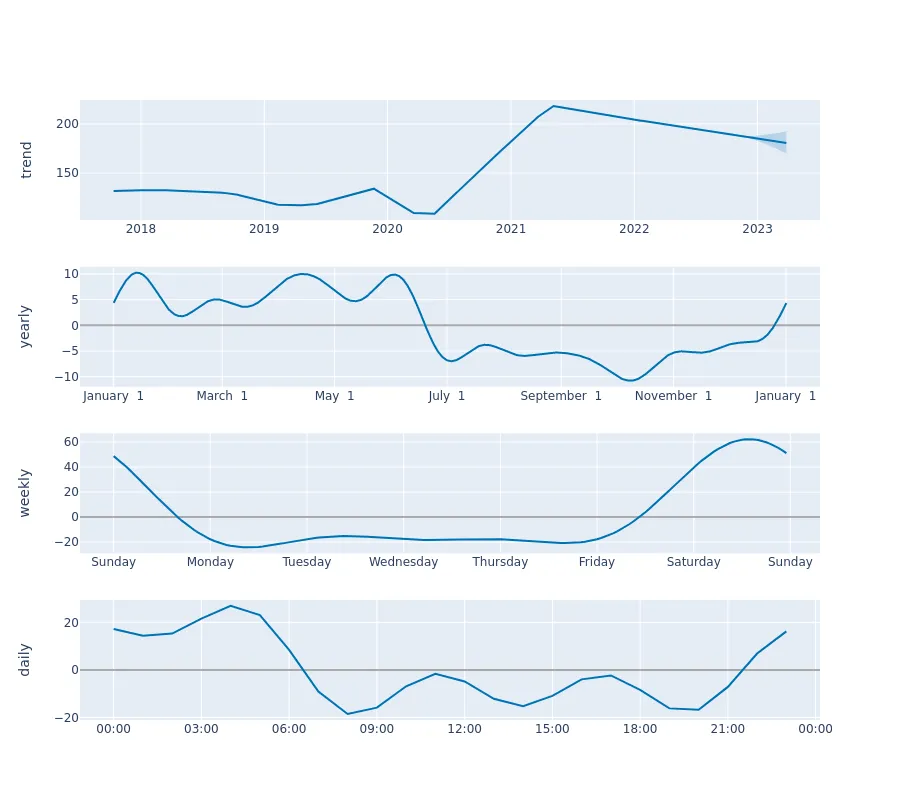 trend
200
150
2018 2019 2020 2021 2022 2023
yearly
10
5
0
−5
−10
January 1 March 1 May 1 July 1 September 1 November 1 January 1
weekly
60
40
20
0
−20
Sunday Monday Tuesday Wednesday Thursday Friday Saturday Sunday
daily
20
0
−20
00:00 03:00 06:00 09:00 12:00 15:00 18:00 21:00 00:00